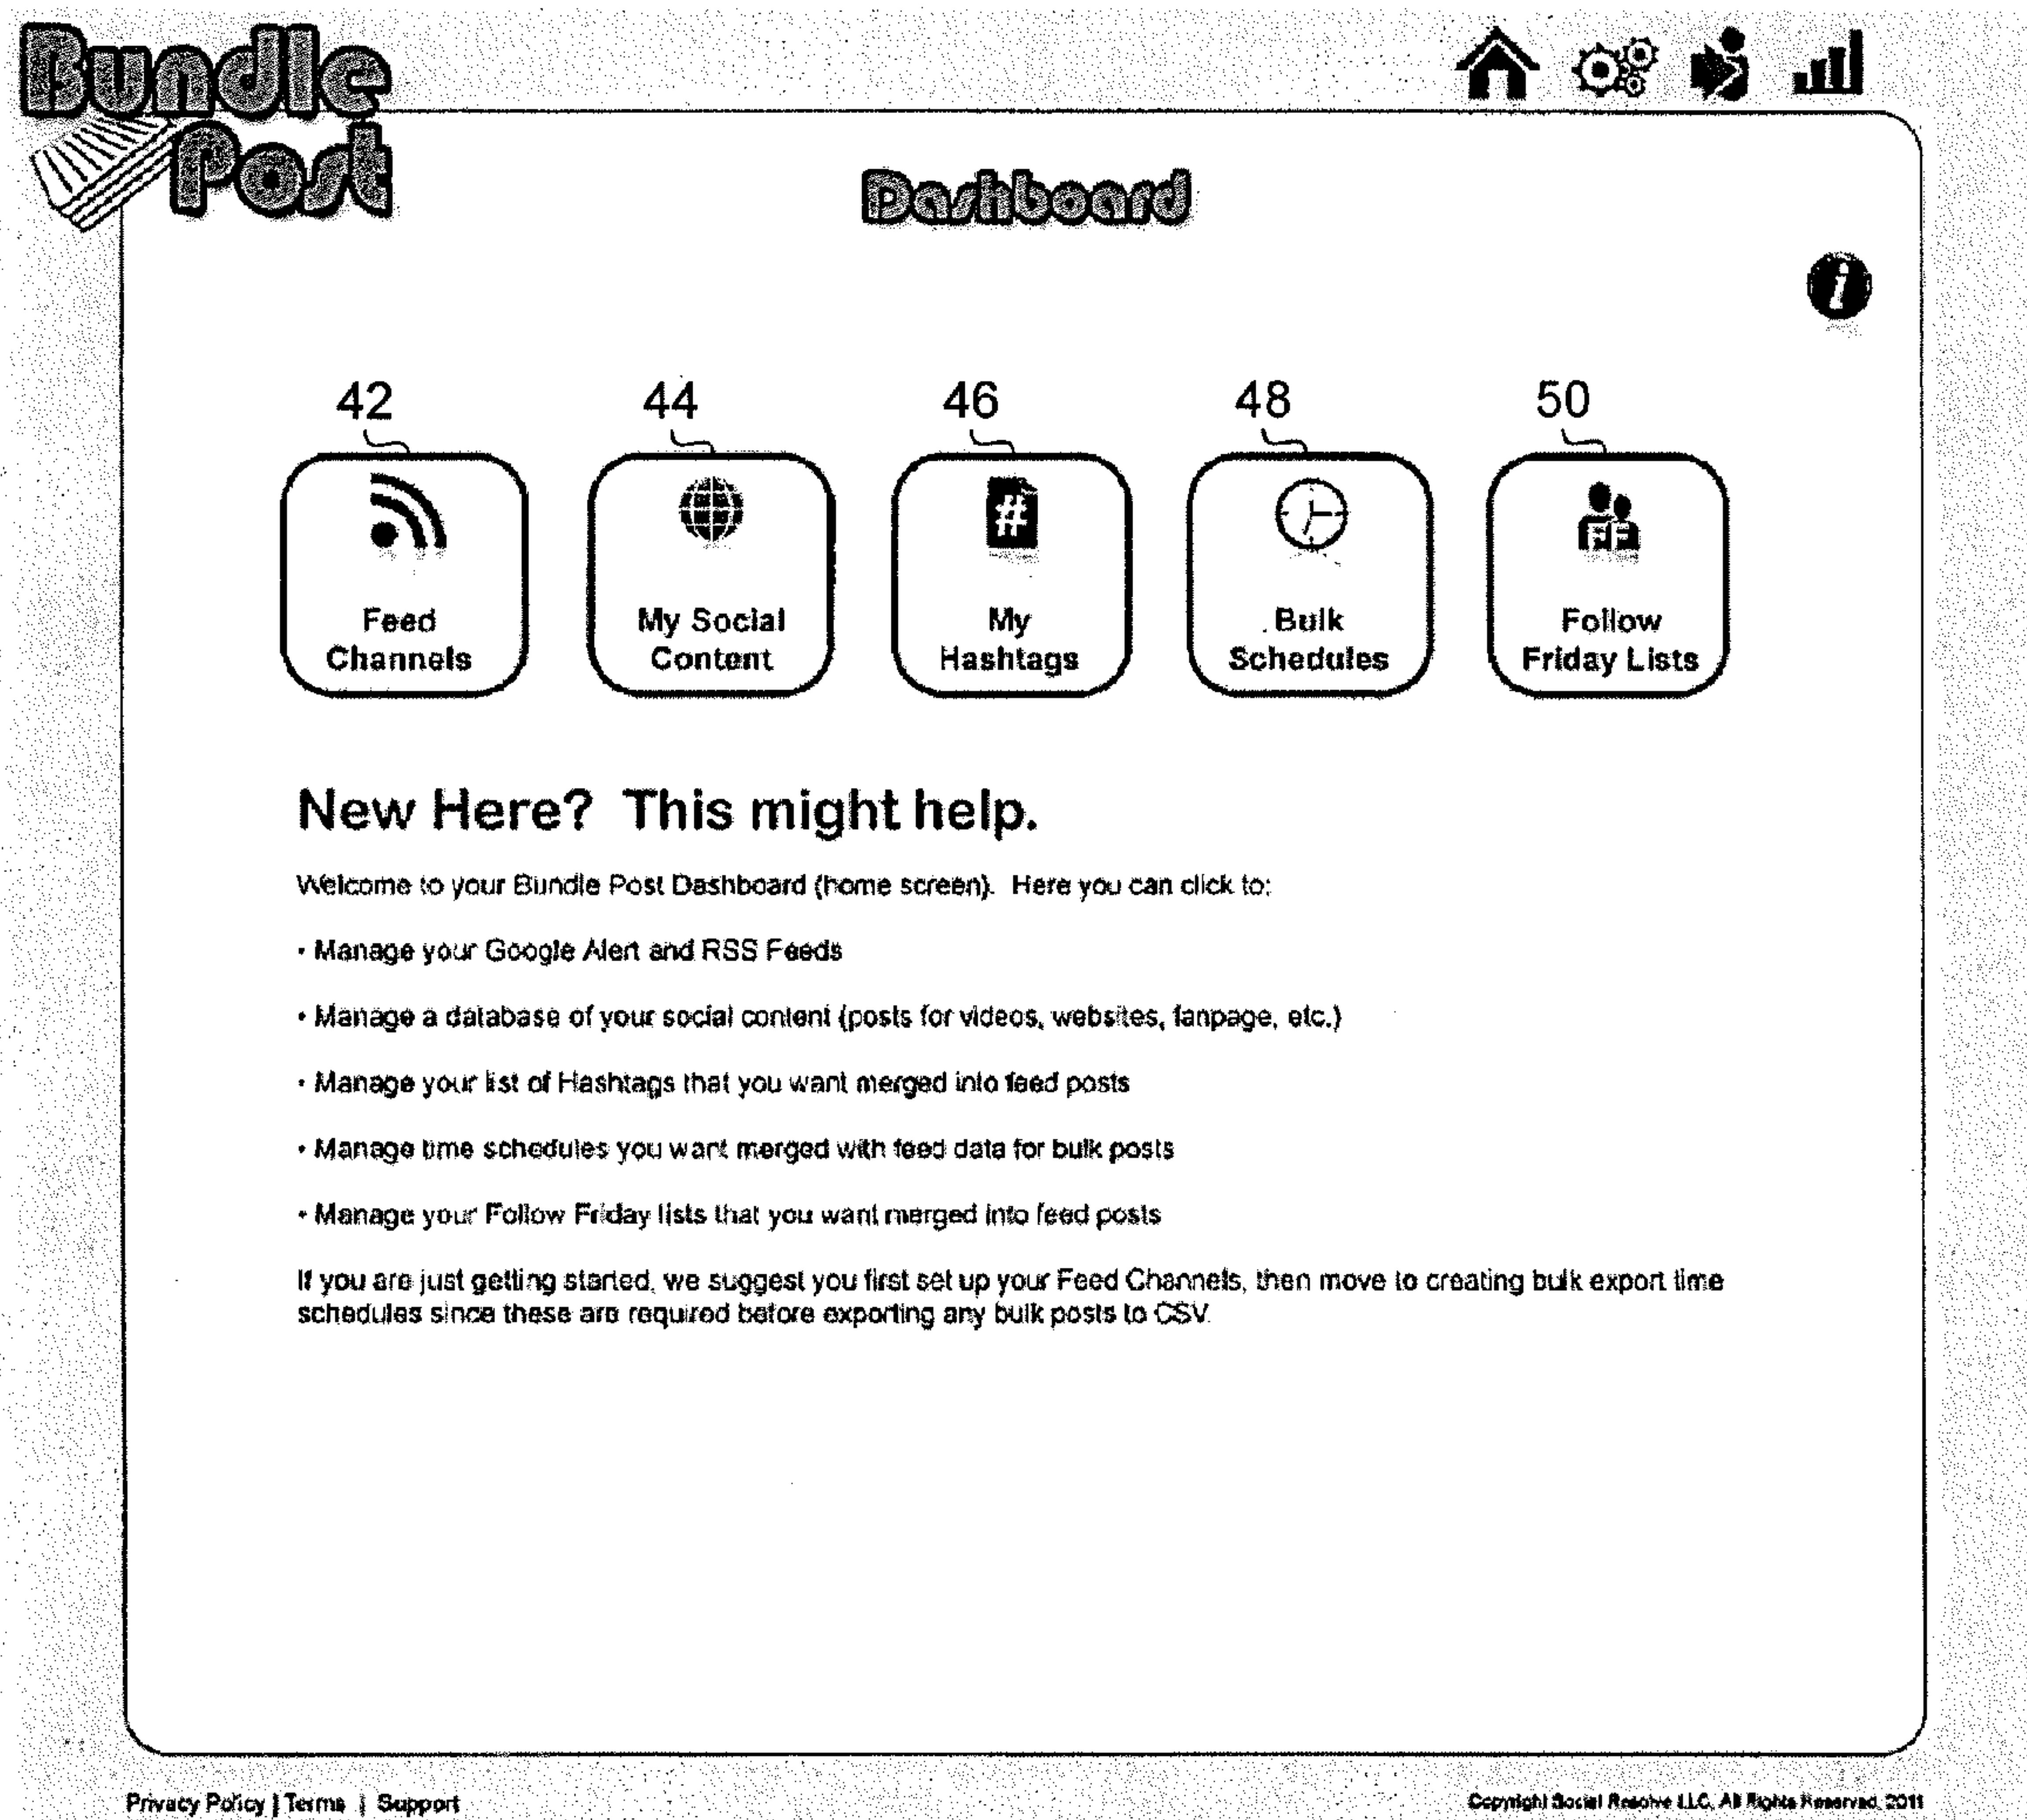 Bundle
Post
Dashboard
i
42 44 46 48 50
#
FF
Feed My Social My Bulk Follow
Channels Content Hashtags Schedules Friday Lists
New Here? This might help.
Welcome to your Bundle Post Dashboard (home screen). Here you can click to:
• Manage your Google Alert and RSS Feeds
• Manage a database of your social content (posts for videos, websites, fanpage, etc.)
• Manage your list of Hashtags that you want merged into feed posts
• Manage time schedules you want merged with feed data for bulk posts
• Manage your Follow Friday lists that you want merged into feed posts
If you are just getting started, we suggest you first set up your Feed Channels, then move to creating bulk export time
schedules since these are required before exporting any bulk posts to CSV.
Privacy Policy | Terms | Support
Copyright Social Resolve LLC, All Rights Reserved, 2011